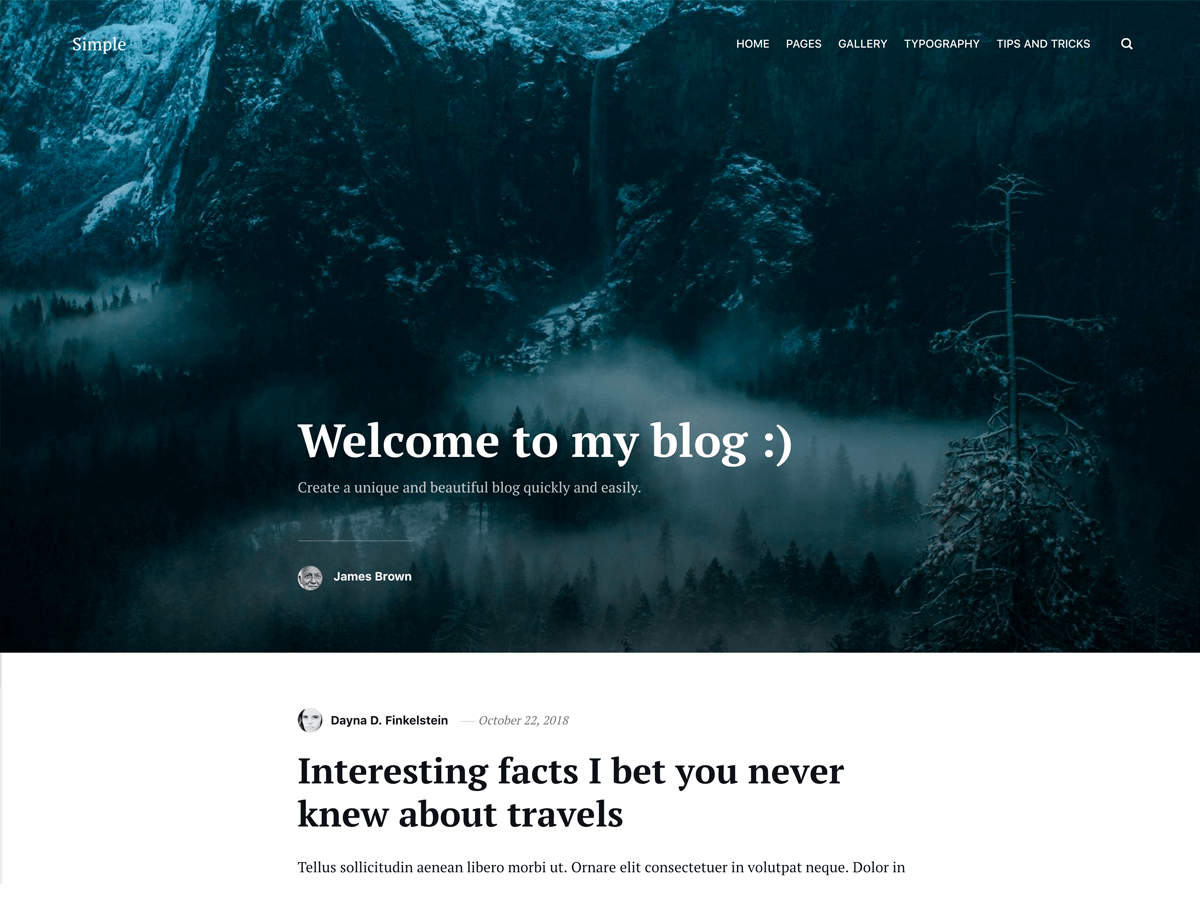 Simple
HOME PAGES GALLERY TYPOGRAPHY TIPS AND TRICKS
Welcome to my blog :)
Create a unique and beautiful blog quickly and easily.
James Brown
Dayna D. Finkelstein — October 22, 2018
Interesting facts I bet you never
knew about travels
Tellus sollicitudin aenean libero morbi ut. Ornare elit consectetuer in volutpat neque. Dolor in